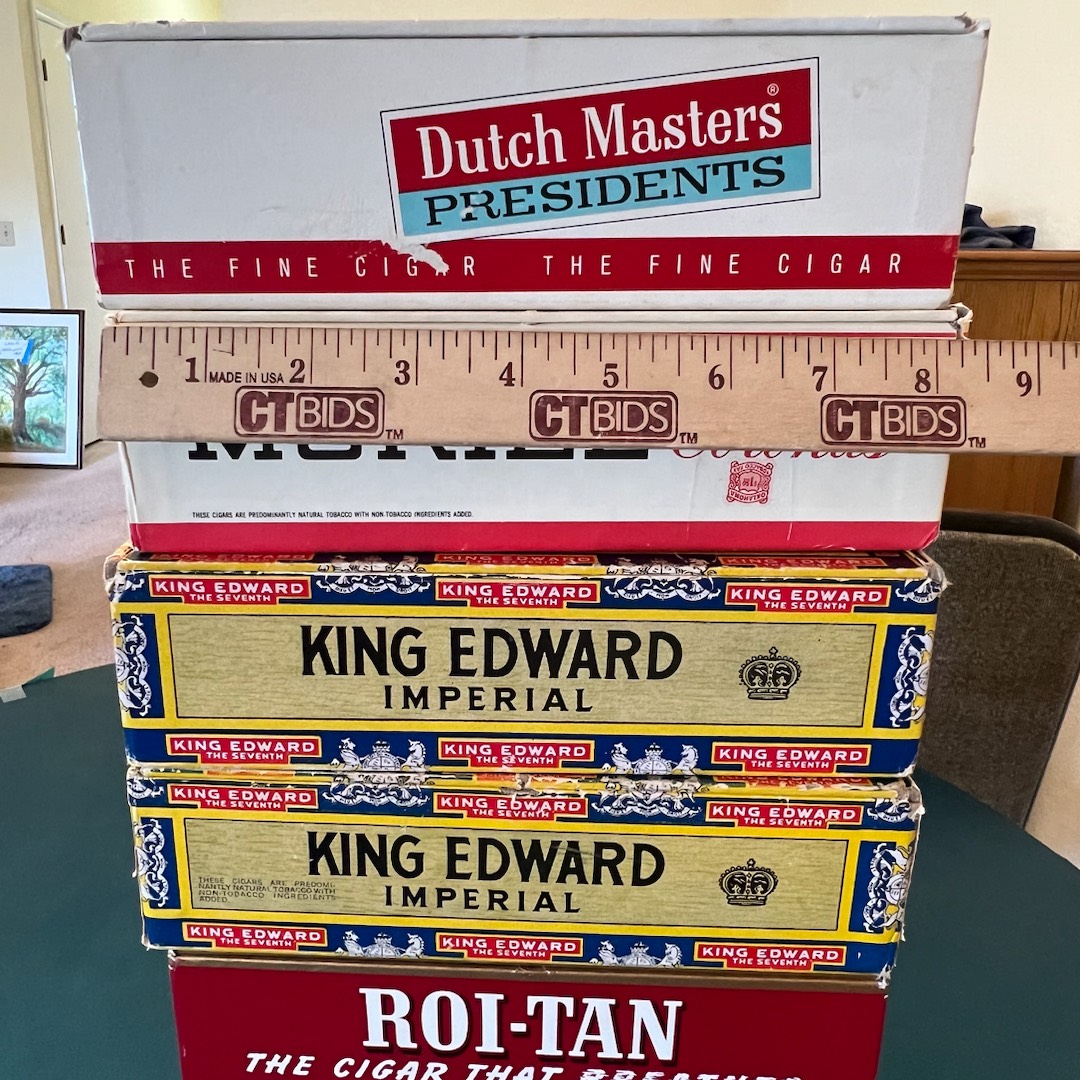 Dutch Masters®
PRESIDENTS
THE FINE CIGAR THE FINE CIGAR
1 2 3 4 5 6 7 8 9
MADE IN USA
CTBIDS™ CTBIDS™ CTBIDS™
THESE CIGARS ARE PREDOMINANTLY NATURAL TOBACCO WITH NON TOBACCO INGREDIENTS ADDED.
KING EDWARD KING EDWARD KING EDWARD
THE SEVENTH THE SEVENTH THE SEVENTH
KING EDWARD
IMPERIAL
KING EDWARD KING EDWARD KING EDWARD
THE SEVENTH THE SEVENTH THE SEVENTH
KING EDWARD KING EDWARD KING EDWARD
THE SEVENTH THE SEVENTH THE SEVENTH
KING EDWARD
IMPERIAL
THESE CIGARS ARE PREDOMI-
NANTLY NATURAL TOBACCO WITH
NON-TOBACCO INGREDIENTS
ADDED.
KING EDWARD KING EDWARD KING EDWARD
THE SEVENTH THE SEVENTH THE SEVENTH
ROI-TAN
THE CIGAR THAT